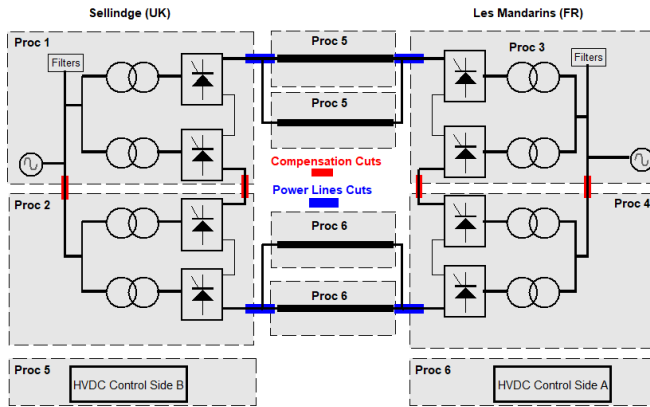 Sellindge (UK)
Les Mandarins (FR)
Proc 1
Filters
Proc 5
Proc 3
Filters
Proc 5
Compensation Cuts
Power Lines Cuts
Proc 2
Proc 6
Proc 4
Proc 6
Proc 5
HVDC Control Side B
Proc 6
HVDC Control Side A